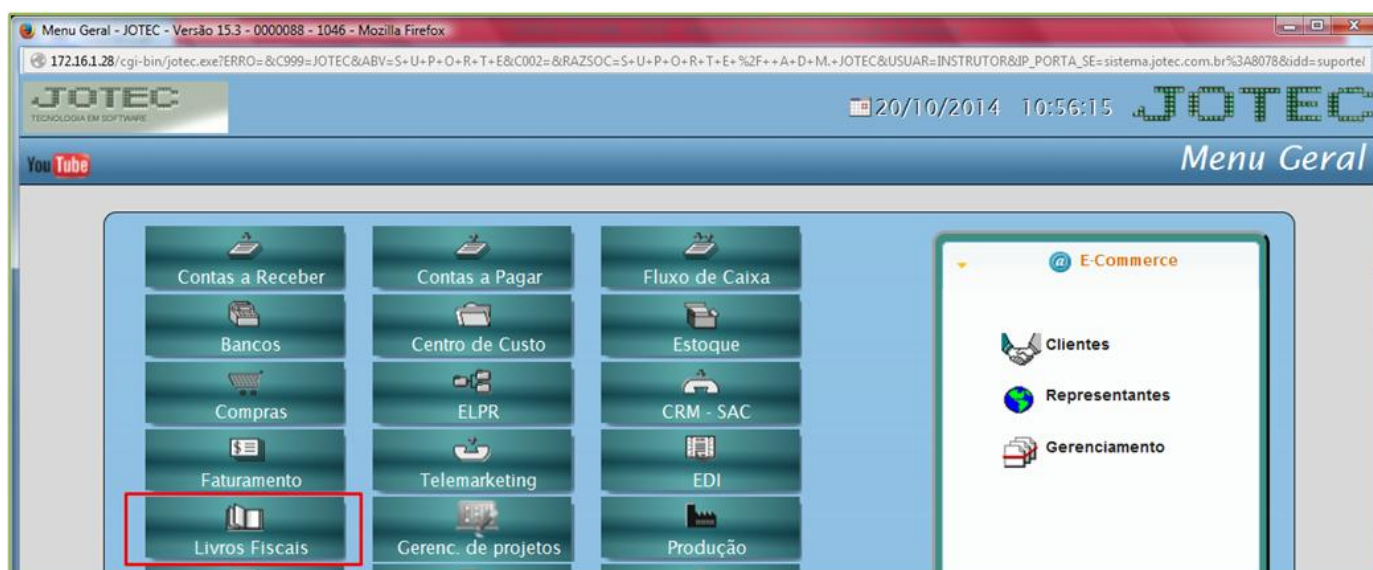 Menu Geral - JOTEC - Versão 15.3 - 0000088 - 1046 - Mozilla Firefox
172.16.1.28/cgi-bin/jotec.exe?ERRO=&C999=JOTEC&ABV=S+U+P+O+R+T+E&C002=&RAZSOC=S+U+P+O+R+T+E+%2F++A+D+M.+JOTEC&USUAR=INSTRUTOR&IP_PORTA_SE=sistema.jotec.com.br%3A8078&idd=suporte/
JOTEC
TECNOLOGIA EM SOFTWARE
20/10/2014 10:56:15 JOTEC
You Tube
Menu Geral
Contas a Receber Contas a Pagar Fluxo de Caixa
Bancos Centro de Custo Estoque
Compras ELPR CRM - SAC
Faturamento Telemarketing EDI
Livros Fiscais Gerenc. de projetos Produção
@ E-Commerce
Clientes
Representantes
Gerenciamento